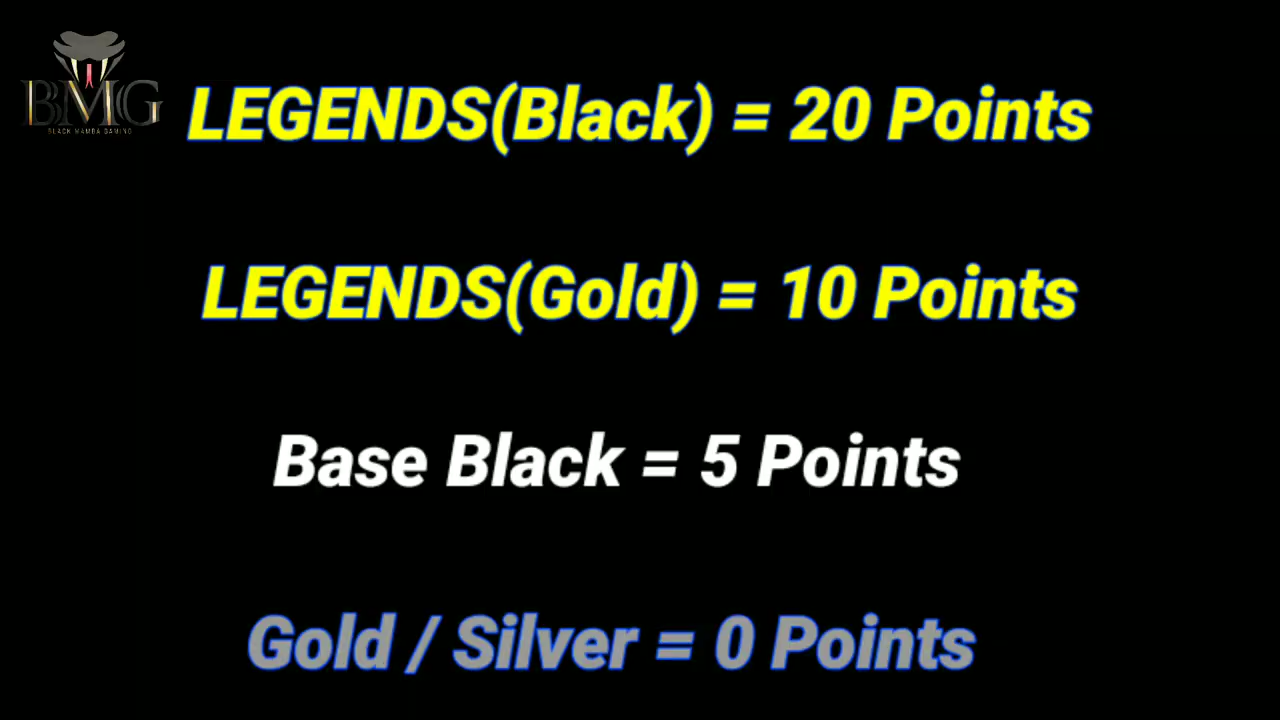 BMG
BLACK MAMBA GAMING
LEGENDS(Black) = 20 Points
LEGENDS(Gold) = 10 Points
Base Black = 5 Points
Gold / Silver = 0 Points